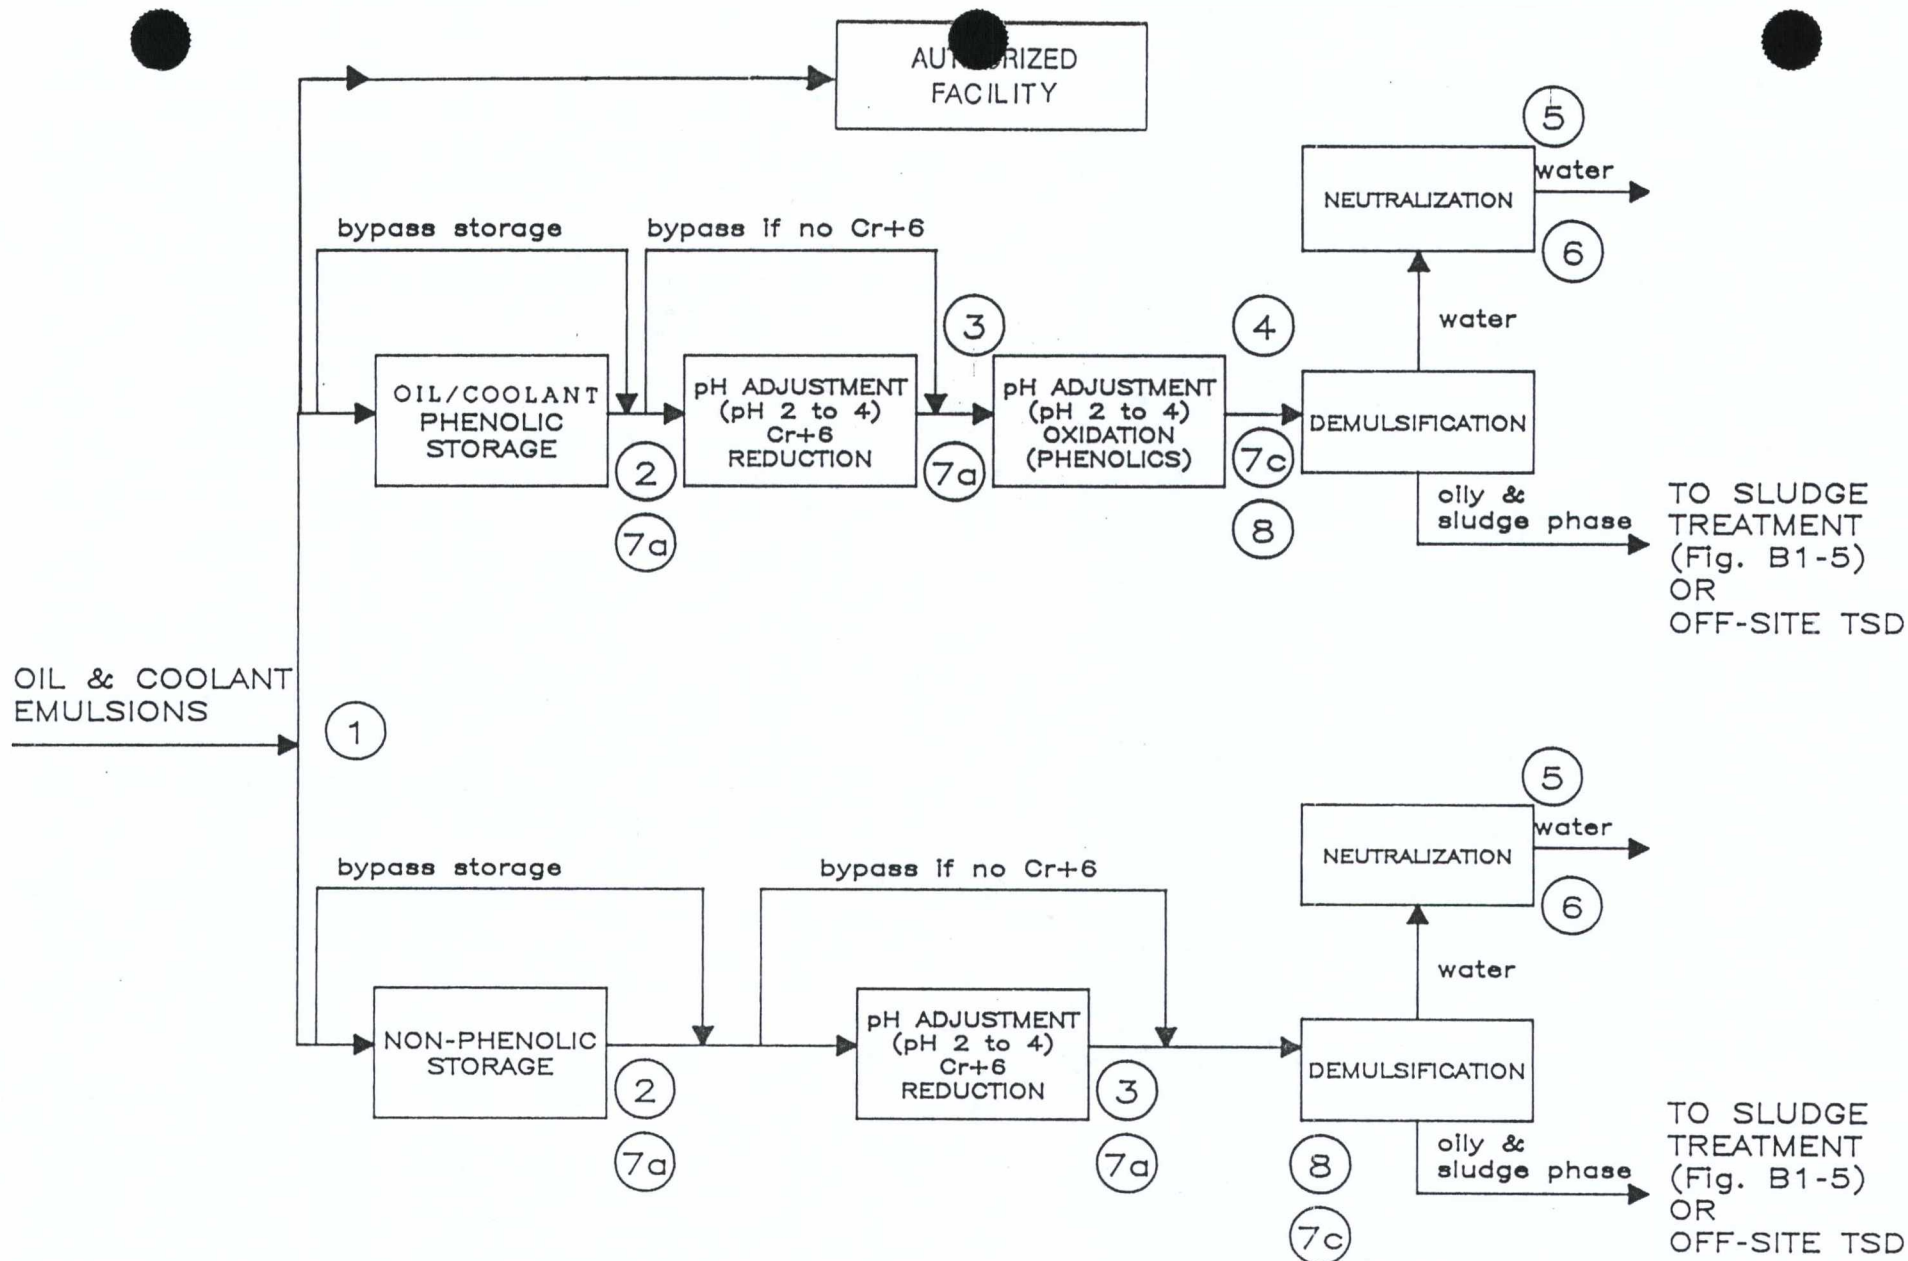 FACILITY
5
water
NEUTRALIZATION
6
bypass storage
bypass if no Cr+6
3
4
water
OIL/COOLANT
PHENOLIC
STORAGE
pH ADJUSTMENT
(pH 2 to 4)
Cr+6
REDUCTION
pH ADJUSTMENT
(pH 2 to 4)
OXIDATION
(PHENOLICS)
DEMULSIFICATION
2
7a
7a
7c
8
oily &
sludge phase
TO SLUDGE
TREATMENT
(Fig. B1-5)
OR
OFF-SITE TSD
OIL & COOLANT
EMULSIONS
1
5
water
NEUTRALIZATION
6
bypass storage
bypass if no Cr+6
water
NON-PHENOLIC
STORAGE
pH ADJUSTMENT
(pH 2 to 4)
Cr+6
REDUCTION
DEMULSIFICATION
2
7a
3
7a
8
7c
oily &
sludge phase
TO SLUDGE
TREATMENT
(Fig. B1-5)
OR
OFF-SITE TSD